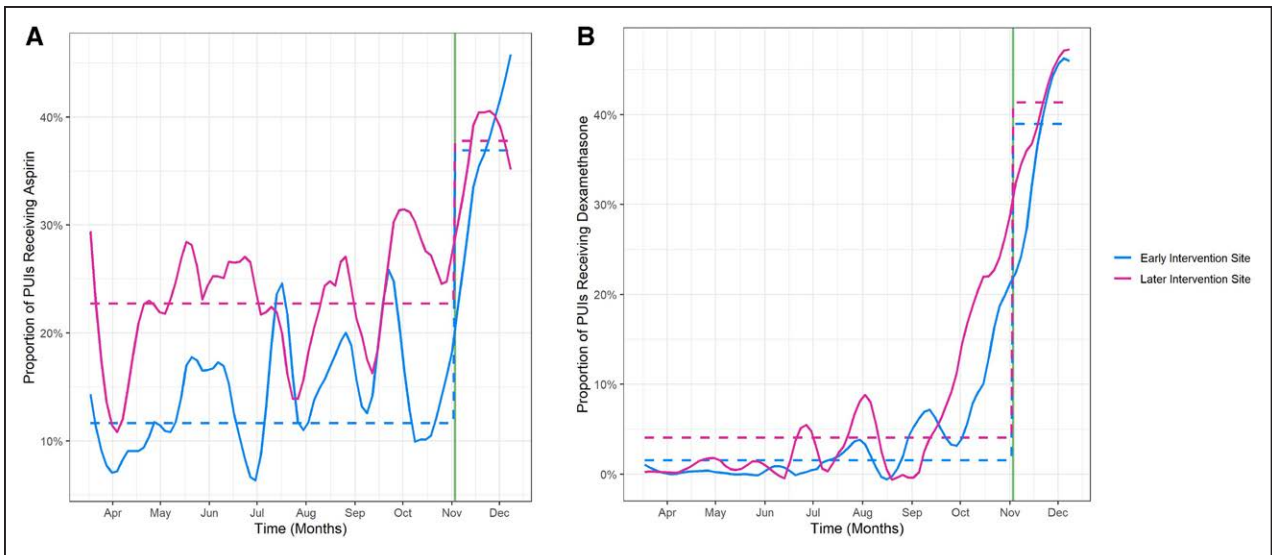 A
Proportion of PUIs Receiving Aspirin
40%
30%
20%
10%
Apr May Jun Jul Aug Sep Oct Nov Dec
Time (Months)
B
Proportion of PUIs Receiving Dexamethasone
40%
30%
20%
10%
0%
Apr May Jun Jul Aug Sep Oct Nov Dec
Time (Months)
Early Intervention Site
Later Intervention Site